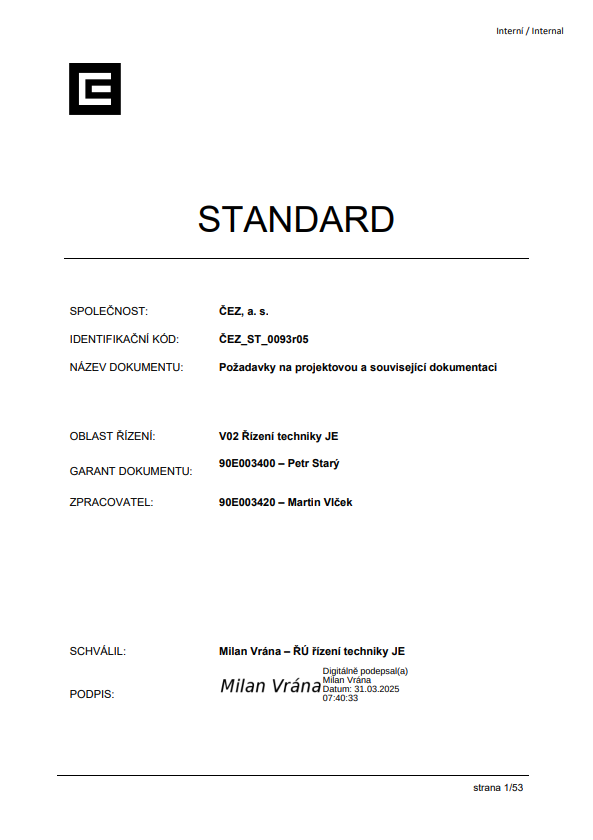 Interní / Internal
STANDARD
SPOLEČNOST: ČEZ, a. s.
IDENTIFIKAČNÍ KÓD: ČEZ_ST_0093r05
NÁZEV DOKUMENTU: Požadavky na projektovou a související dokumentaci
OBLAST ŘÍZENÍ: V02 Řízení techniky JE
GARANT DOKUMENTU: 90E003400 – Petr Starý
ZPRACOVATEL: 90E003420 – Martin Vlček
SCHVÁLIL: Milan Vrána – ŘÚ řízení techniky JE
PODPIS: Milan Vrána
Digitálně podepsal(a)
Milan Vrána
Datum: 31.03.2025
07:40:33
strana 1/53